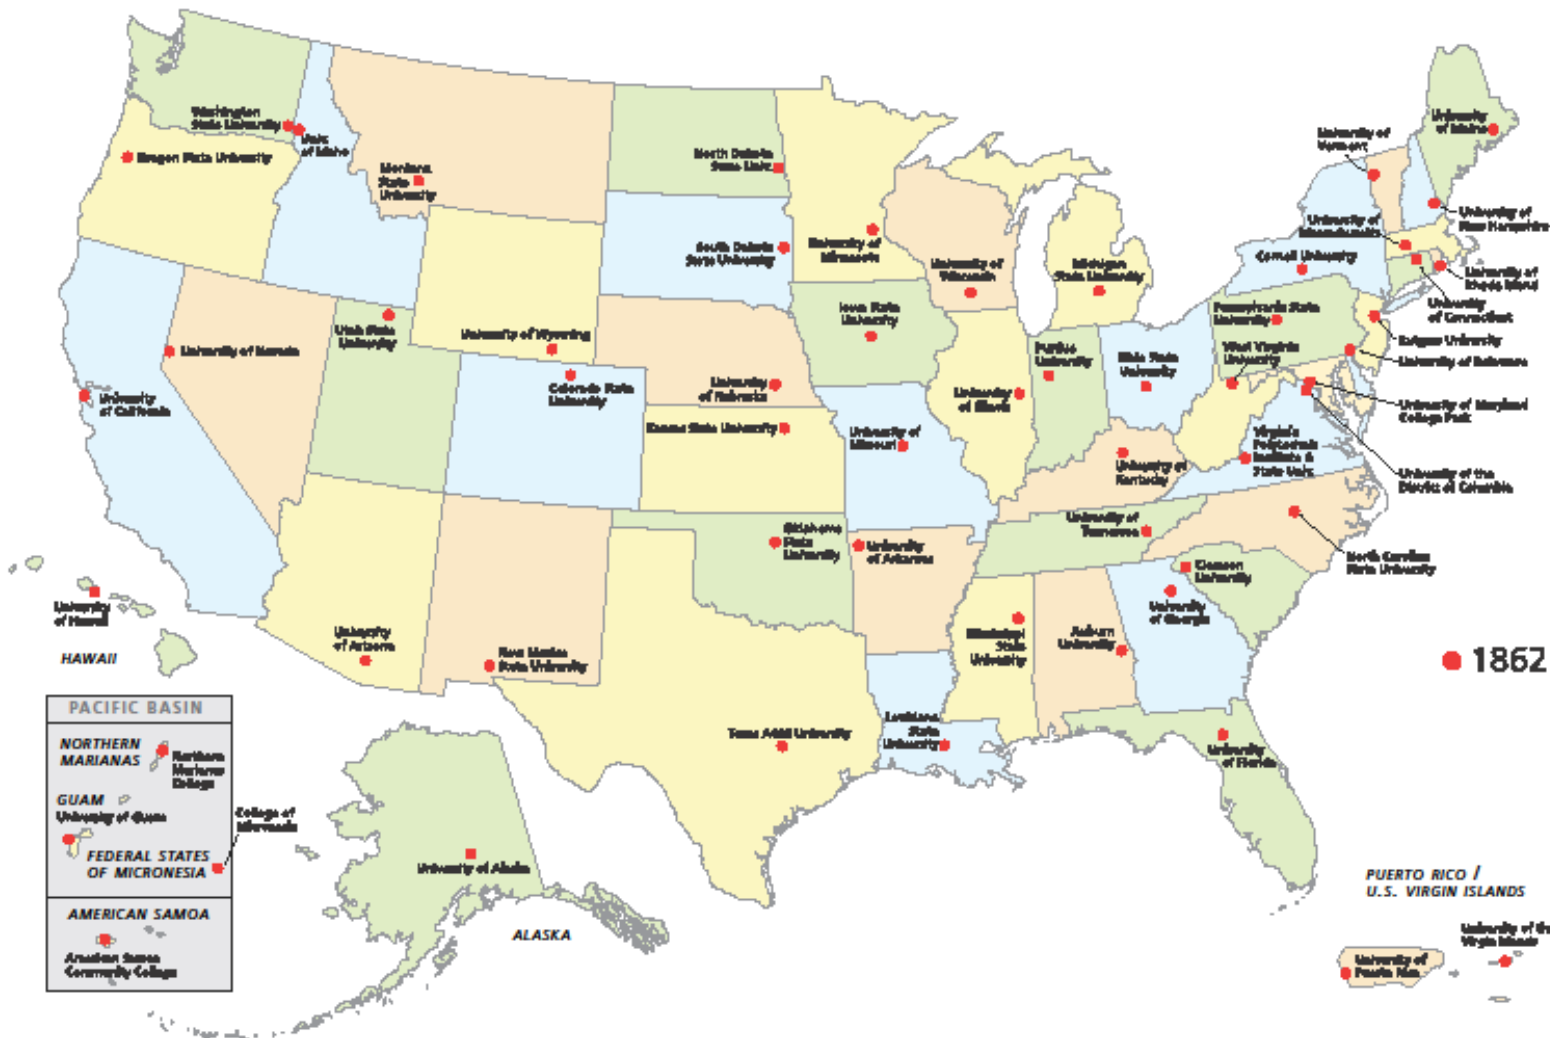 Washington
State University
Univ.
of Idaho
Oregon State University
Montana
State
University
North Dakota
State Univ.
South Dakota
State University
University of
Minnesota
University of
Wisconsin
Michigan
State University
University of
Vermont
University
of Maine
University of
New Hampshire
University of
Massachusetts
Cornell University
University of
Rhode Island
University
of Connecticut
Pennsylvania State
University
Rutgers University
West Virginia
University
University of Delaware
University of Maryland
College Park
University of the
District of Columbia
Virginia
Polytechnic
Institute &
State Univ.
Ohio State
University
Purdue
University
University
of Illinois
Iowa State
University
University of Wyoming
Utah State
University
University of Nevada
University
of California
Colorado State
University
University
of Nebraska
Kansas State University
University of
Missouri
University of
Kentucky
University of
Tennessee
North Carolina
State University
Clemson
University
University
of Georgia
Auburn
University
Mississippi
State
University
University
of Arkansas
Oklahoma
State
University
New Mexico
State University
University
of Arizona
Texas A&M University
Louisiana
State
University
University
of Florida
University
of Hawaii
HAWAII
1862
PACIFIC BASIN
NORTHERN
MARIANAS
Northern
Marianas
College
GUAM
University of Guam
College of
Micronesia
FEDERAL STATES
OF MICRONESIA
AMERICAN SAMOA
American Samoa
Community College
University of Alaska
ALASKA
PUERTO RICO /
U.S. VIRGIN ISLANDS
University of the
Virgin Islands
University of
Puerto Rico